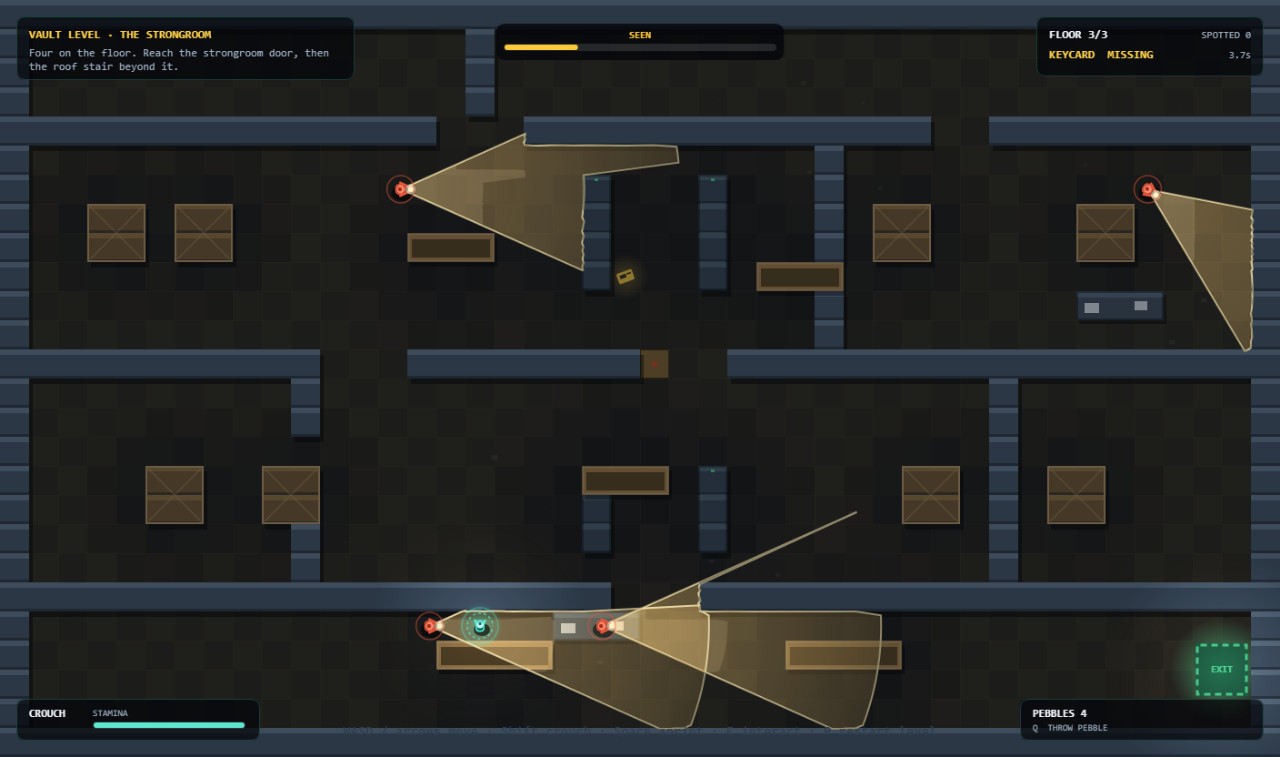 VAULT LEVEL · THE STRONGROOM
Four on the floor. Reach the strongroom door, then
the roof stair beyond it.
SEEN
FLOOR 3/3
SPOTTED 0
KEYCARD MISSING
3.7s
EXIT
CROUCH
STAMINA
PEBBLES 4
Q THROW PEBBLE